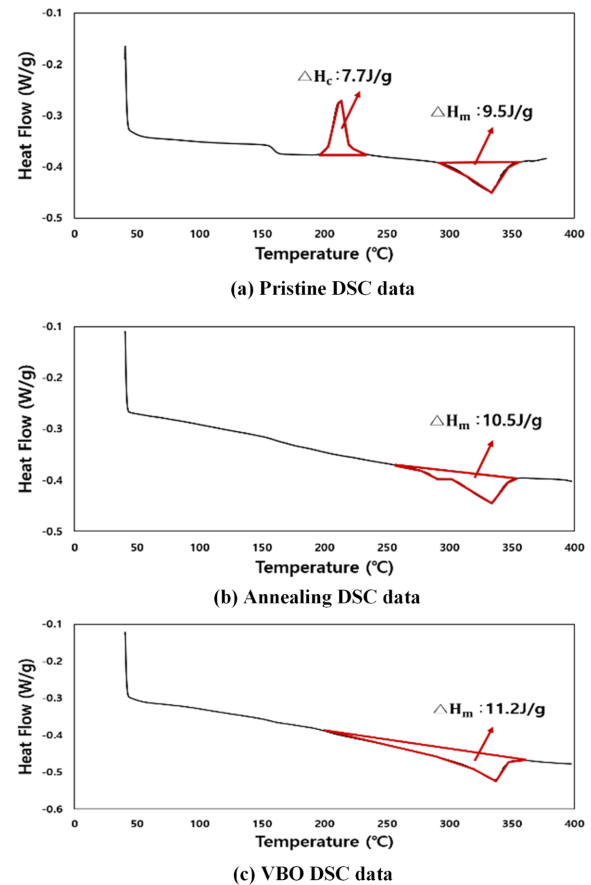 -0.1
-0.2
-0.3
-0.4
-0.5
Heat Flow (W/g)
△Hc : 7.7J/g
△Hm : 9.5J/g
0 50 100 150 200 250 300 350 400
Temperature (℃)
(a) Pristine DSC data
-0.1
-0.2
-0.3
-0.4
-0.5
Heat Flow (W/g)
△Hm : 10.5J/g
0 50 100 150 200 250 300 350 400
Temperature (℃)
(b) Annealing DSC data
-0.1
-0.2
-0.3
-0.4
-0.5
-0.6
Heat Flow (W/g)
△Hm : 11.2J/g
0 50 100 150 200 250 300 350 400
Temperature (℃)
(c) VBO DSC data